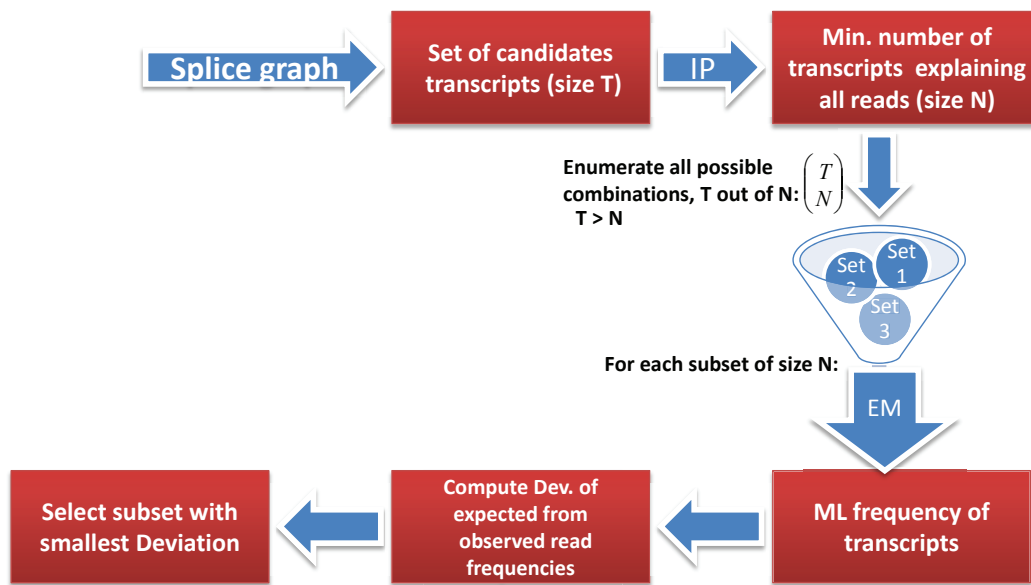 Splice graph
Set of candidates
transcripts (size T)
IP
Min. number of
transcripts explaining
all reads (size N)
Enumerate all possible
combinations, T out of N:
T > N
(T
N)
Set
1
Set
2
Set
3
For each subset of size N:
EM
ML frequency of
transcripts
Compute Dev. of
expected from
observed read
frequencies
Select subset with
smallest Deviation